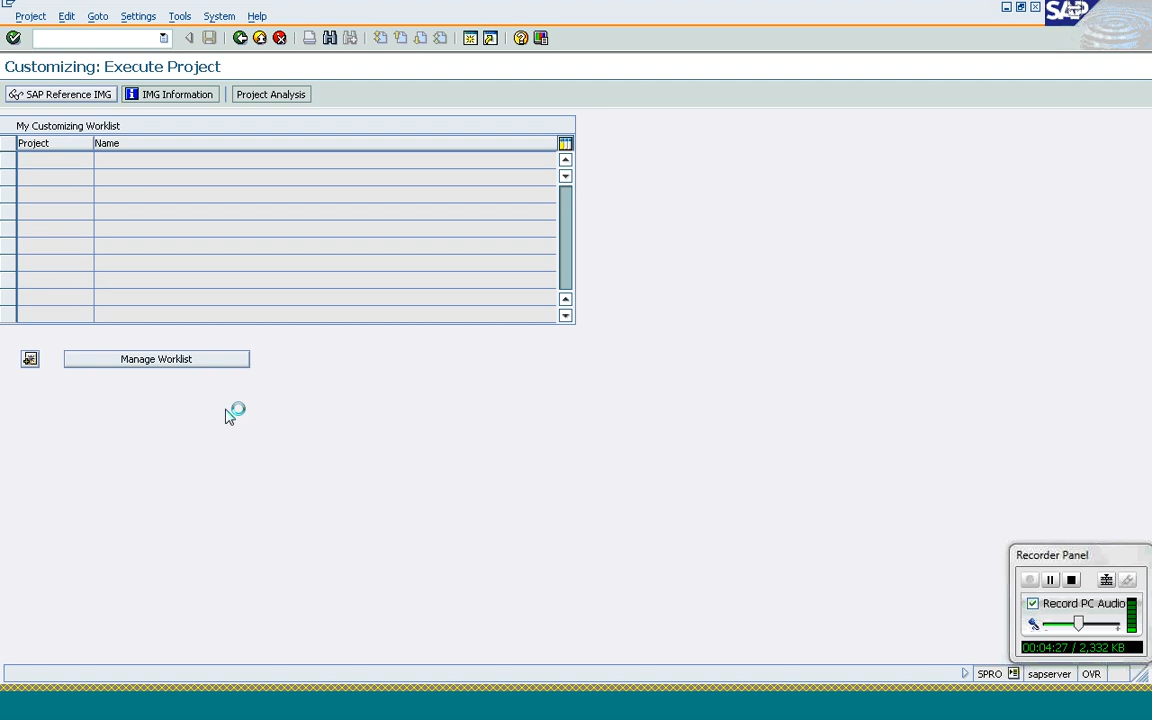 Project Edit Goto Settings Tools System Help
SAP
Customizing: Execute Project
SAP Reference IMG IMG Information Project Analysis
My Customizing Worklist
Project Name
Manage Worklist
Recorder Panel
Record PC Audio
00:04:27 / 2,332 KB
SPRO sapserver OVR